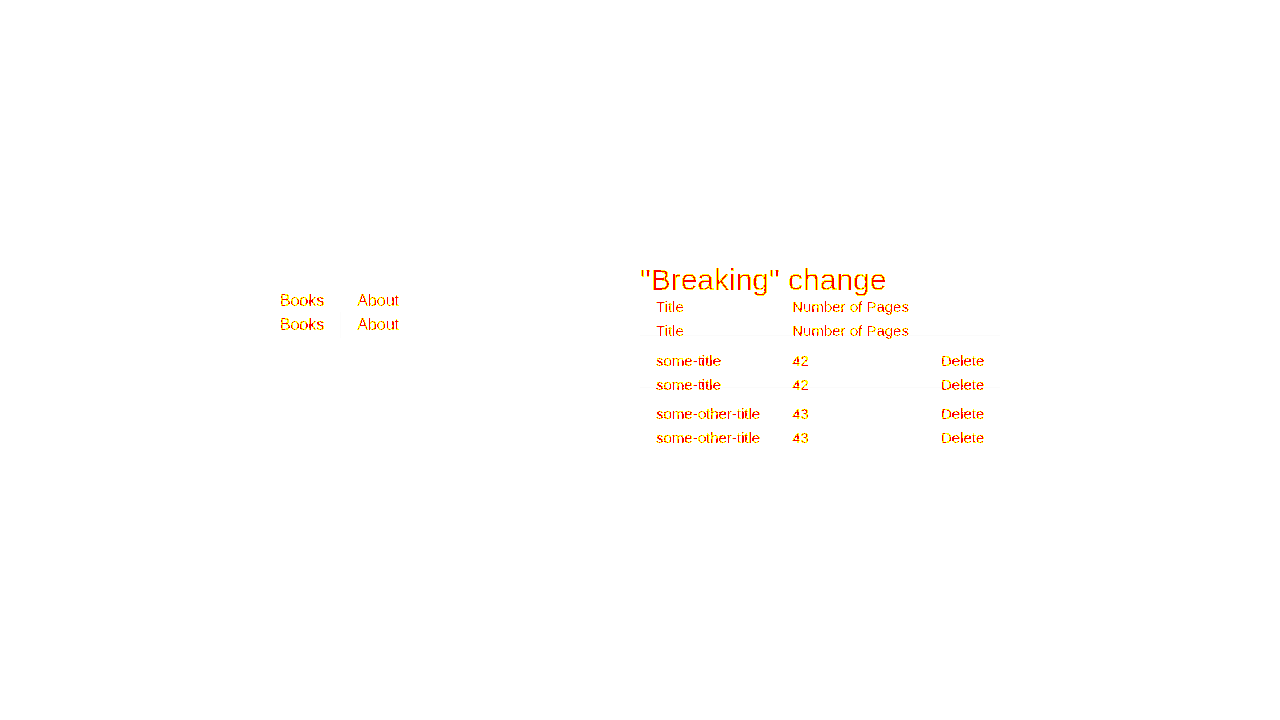 "Breaking" change
Books About
Title Number of Pages
Books About
Title Number of Pages
some-title 42 Delete
some-title 42 Delete
some-other-title 43 Delete
some-other-title 43 Delete